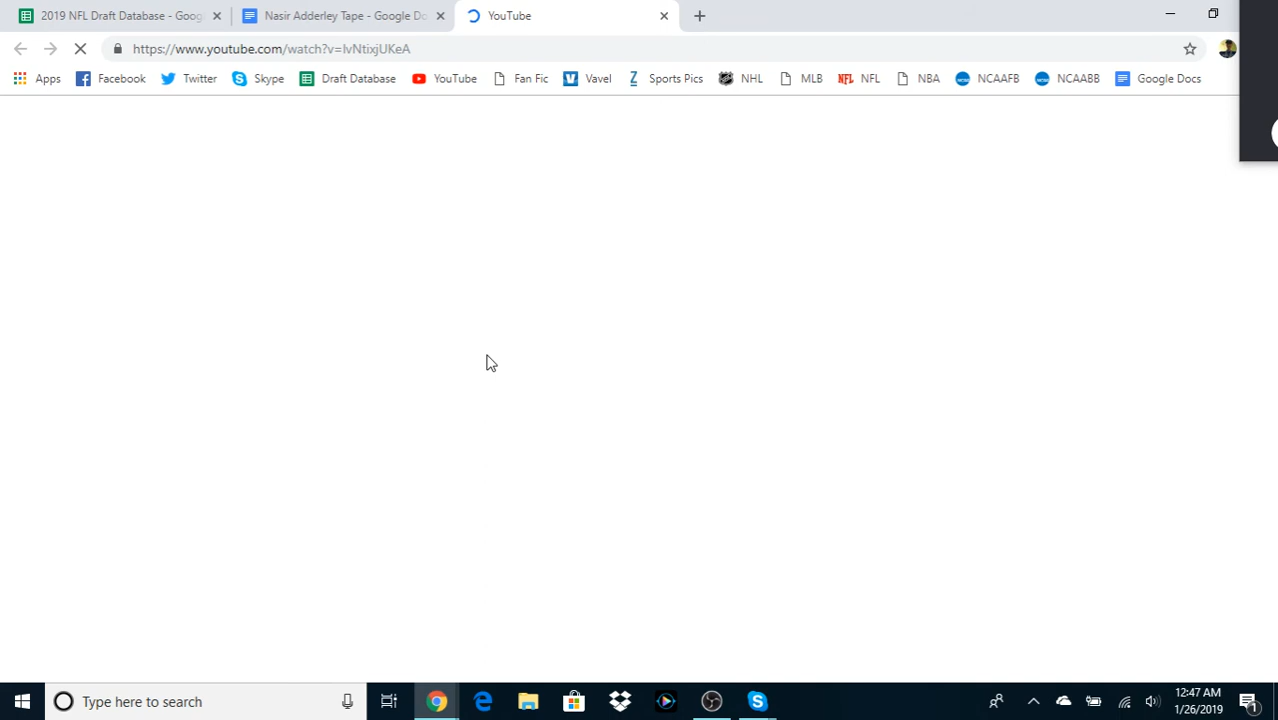 2019 NFL Draft Database - Goog
Nasir Adderley Tape - Google Do
YouTube
https://www.youtube.com/watch?v=IvNtixjUKeA
Apps
Facebook
Twitter
Skype
Draft Database
YouTube
Fan Fic
Vavel
Sports Pics
NHL
MLB
NFL
NBA
NCAAFB
NCAABB
Google Docs
Type here to search
12:47 AM
1/26/2019
1